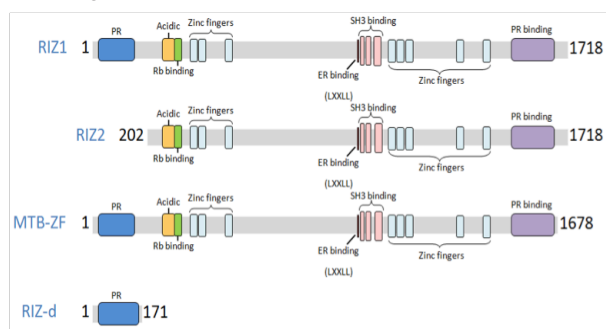 PR
Acidic
Zinc fingers
SH3 binding
PR binding
RIZ1 1 1718
Rb binding
ER binding
(LXXLL)
Zinc fingers
Acidic
Zinc fingers
SH3 binding
PR binding
RIZ2 202 1718
Rb binding
ER binding
(LXXLL)
Zinc fingers
PR
Acidic
Zinc fingers
SH3 binding
PR binding
MTB-ZF 1 1678
Rb binding
ER binding
(LXXLL)
Zinc fingers
PR
RIZ-d 1 171